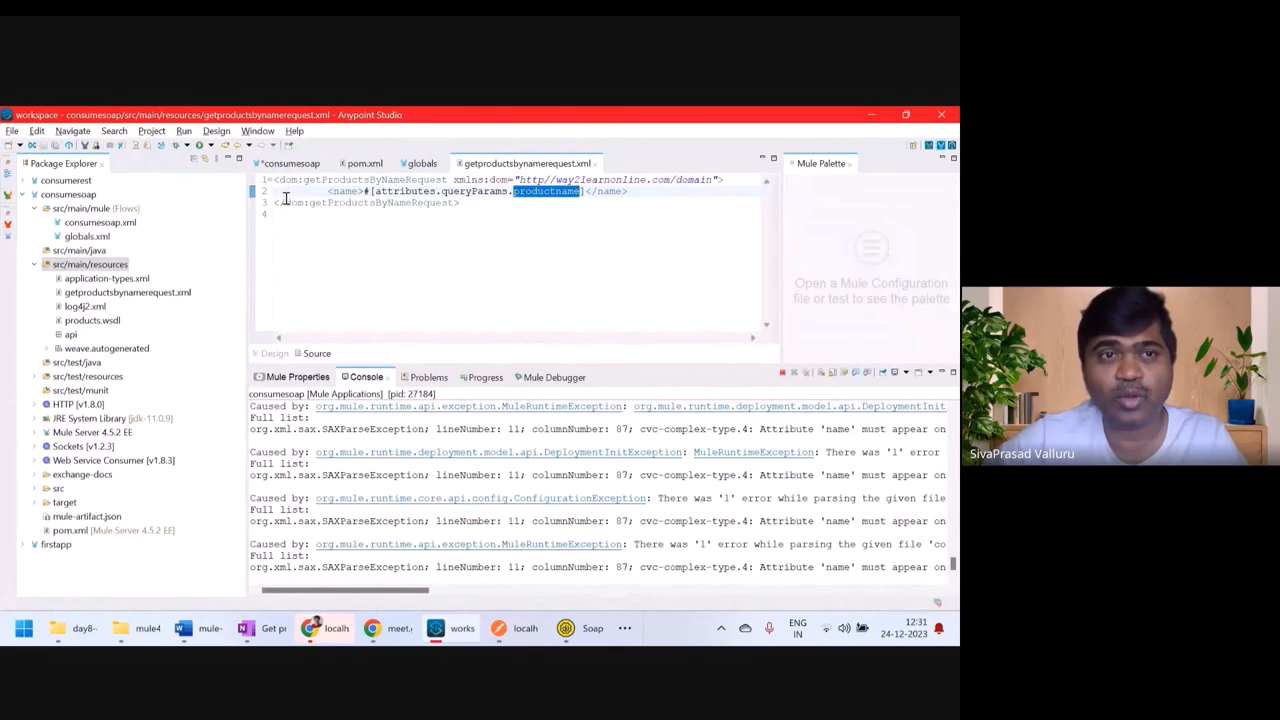 workspace - consumesoap/src/main/resources/getproductsbynamerequest.xml - Anypoint Studio
File Edit Navigate Search Project Run Design Window Help
Package Explorer
consumerest
consumesoap
src/main/mule (Flows)
consumesoap.xml
globals.xml
src/main/java
src/main/resources
application-types.xml
getproductsbynamerequest.xml
log4j2.xml
products.wsdl
api
weave.autogenerated
src/test/java
src/test/resources
src/test/munit
HTTP [v1.8.0]
JRE System Library [jdk-11.0.9]
Mule Server 4.5.2 EE
Sockets [v1.2.3]
Web Service Consumer [v1.8.3]
exchange-docs
src
target
mule-artifact.json
pom.xml [Mule Server 4.5.2 EE]
firstapp
*consumesoap pom.xml globals getproductsbynamerequest.xml
1 <dom:getProductsByNameRequest xmlns:dom="http//way2learnonline.com/domain">
2 <name>#[attributes.queryParams.productname]</name>
3 </dom:getProductsByNameRequest>
4
Design Source
Mule Palette
Open a Mule Configuration
file or test to see the palette
Mule Properties Console Problems Progress Mule Debugger
consumesoap [Mule Applications] [pid: 27184]
Caused by: org.mule.runtime.api.exception.MuleRuntimeException: org.mule.runtime.deployment.model.api.DeploymentInit
Full list:
org.xml.sax.SAXParseException; lineNumber: 11; columnNumber: 87; cvc-complex-type.4: Attribute 'name' must appear on
Caused by: org.mule.runtime.deployment.model.api.DeploymentInitException: MuleRuntimeException: There was '1' error
Full list:
org.xml.sax.SAXParseException; lineNumber: 11; columnNumber: 87; cvc-complex-type.4: Attribute 'name' must appear on
Caused by: org.mule.runtime.core.api.config.ConfigurationException: There was '1' error while parsing the given file
Full list:
org.xml.sax.SAXParseException; lineNumber: 11; columnNumber: 87; cvc-complex-type.4: Attribute 'name' must appear on
Caused by: org.mule.runtime.api.exception.MuleRuntimeException: There was '1' error while parsing the given file 'co
Full list:
org.xml.sax.SAXParseException; lineNumber: 11; columnNumber: 87; cvc-complex-type.4: Attribute 'name' must appear on
day8- mule4 mule- Get pr localh meet. works localh Soap
ENG
IN
12:31
24-12-2023
SivaPrasad Valluru